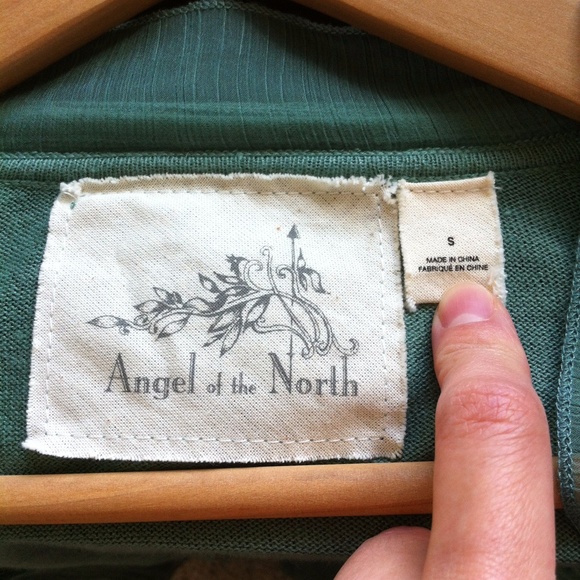 Angel of the North
S
MADE IN CHINA
FABRIQUÉ EN CHINE